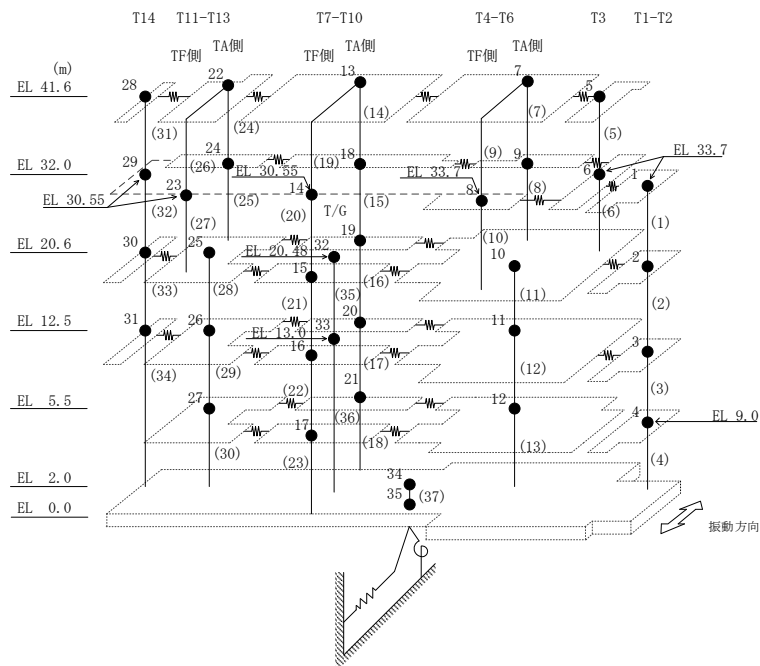 T14 T11-T13 T7-T10 T4-T6 T3 T1-T2
TF側 TA側 TF側 TA側 TF側 TA側
(m)
EL 41.6
EL 32.0
EL 20.6
EL 12.5
EL 5.5
EL 2.0
EL 0.0
28 22 13 7 5
(31) (24) (14) (7) (5)
29 24 18 9 6 1
(26) (19) (9)
EL 30.55 EL 33.7 EL 33.7
23 14 8
EL 30.55
(32) (25) (20) (15) (8) (6)
T/G
(27) (10) (1)
30 25 32 19 10 2
EL 20.48
15
(33) (28) (35) (16) (11) (2)
(21)
31 26 33 20 11 3
EL 13.0
16
(34) (29) (17) (12) (3)
(22)
27 21 12 4
EL 9.0
(36)
17
(30) (18) (13) (4)
(23)
34
35 (37)
振動方向